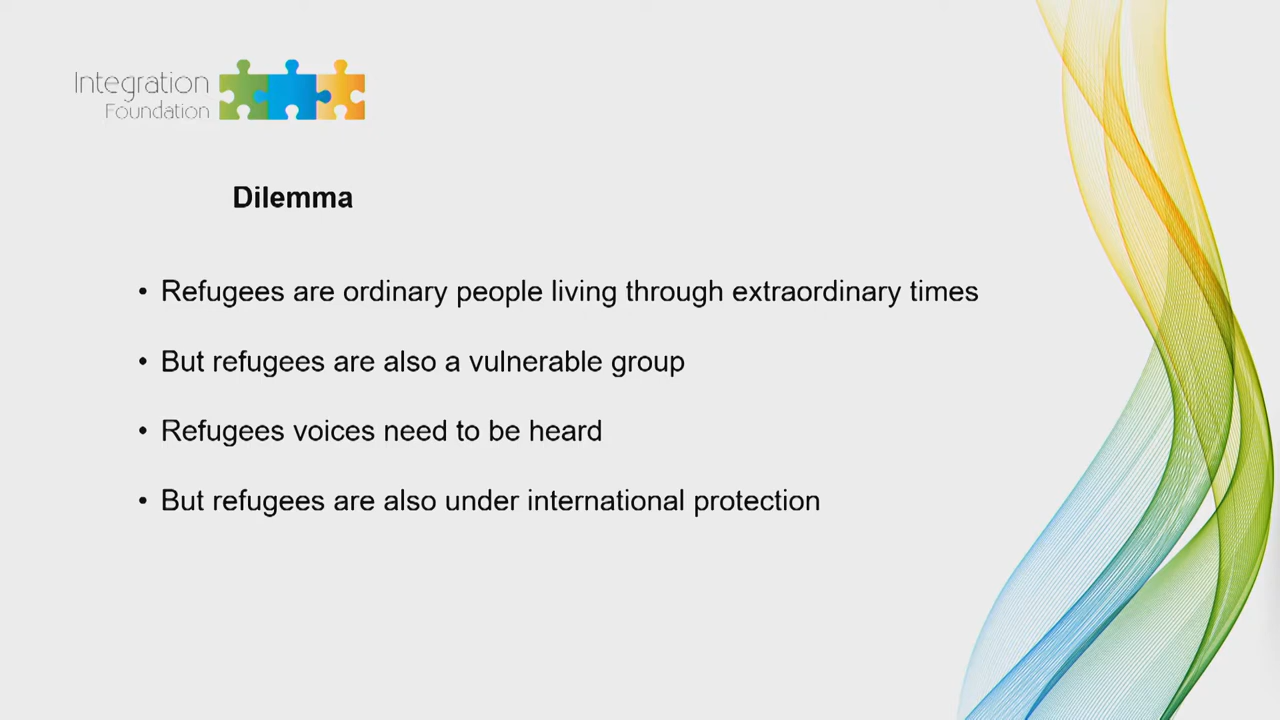 Integration
Foundation
Dilemma
• Refugees are ordinary people living through extraordinary times
• But refugees are also a vulnerable group
• Refugees voices need to be heard
• But refugees are also under international protection